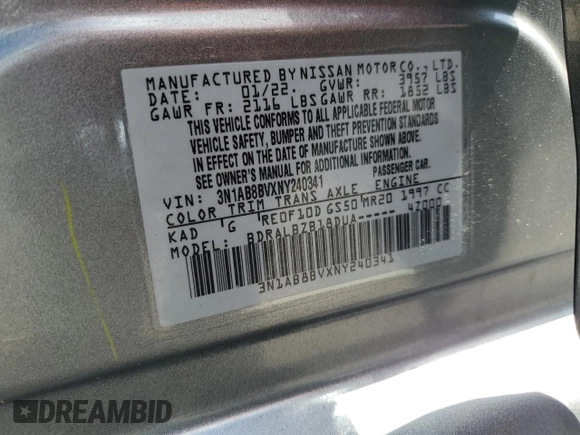 MANUFACTURED BY NISSAN MOTOR CO., LTD.
DATE: 01/22. GVWR: 3957 LBS
GAWR FR: 2116 LBS GAWR RR: 1852 LBS
THIS VEHICLE CONFORMS TO ALL APPLICABLE FEDERAL MOTOR
VEHICLE SAFETY, BUMPER AND THEFT PREVENTION STANDARDS
IN EFFECT ON THE DATE OF MANUFACTURE SHOWN ABOVE.
SEE OWNER'S MANUAL FOR ADDITIONAL INFORMATION.
VIN: 3N1AB8BVXNY240341 PASSENGER CAR.
COLOR TRIM TRANS AXLE ENGINE
KAD G RE0F10D GS50 MR20 1997 CC
MODEL: BDRALBZB18DUA----- 47000
3N1AB8BVXNY240341
DREAMBID